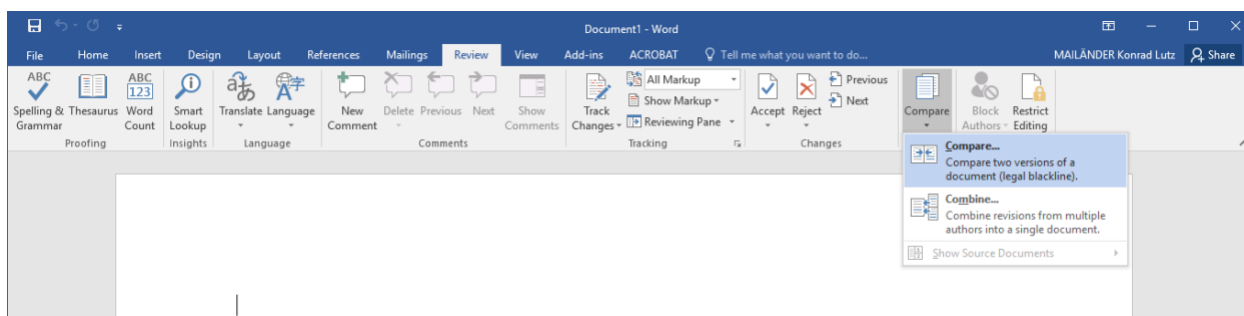 Document1 - Word
File Home Insert Design Layout References Mailings Review View Add-ins ACROBAT Tell me what you want to do... MAILÄNDER Konrad Lutz Share
ABC
Spelling &
Grammar
Thesaurus
ABC
123
Word
Count
Proofing
Smart
Lookup
Insights
Translate
Language
Language
New
Comment
Delete
Previous
Next
Show
Comments
Comments
Track
Changes
All Markup
Show Markup
Reviewing Pane
Tracking
Accept
Reject
Previous
Next
Changes
Compare
Block
Authors
Restrict
Editing
Compare...
Compare two versions of a
document (legal blackline).
Combine...
Combine revisions from multiple
authors into a single document.
Show Source Documents